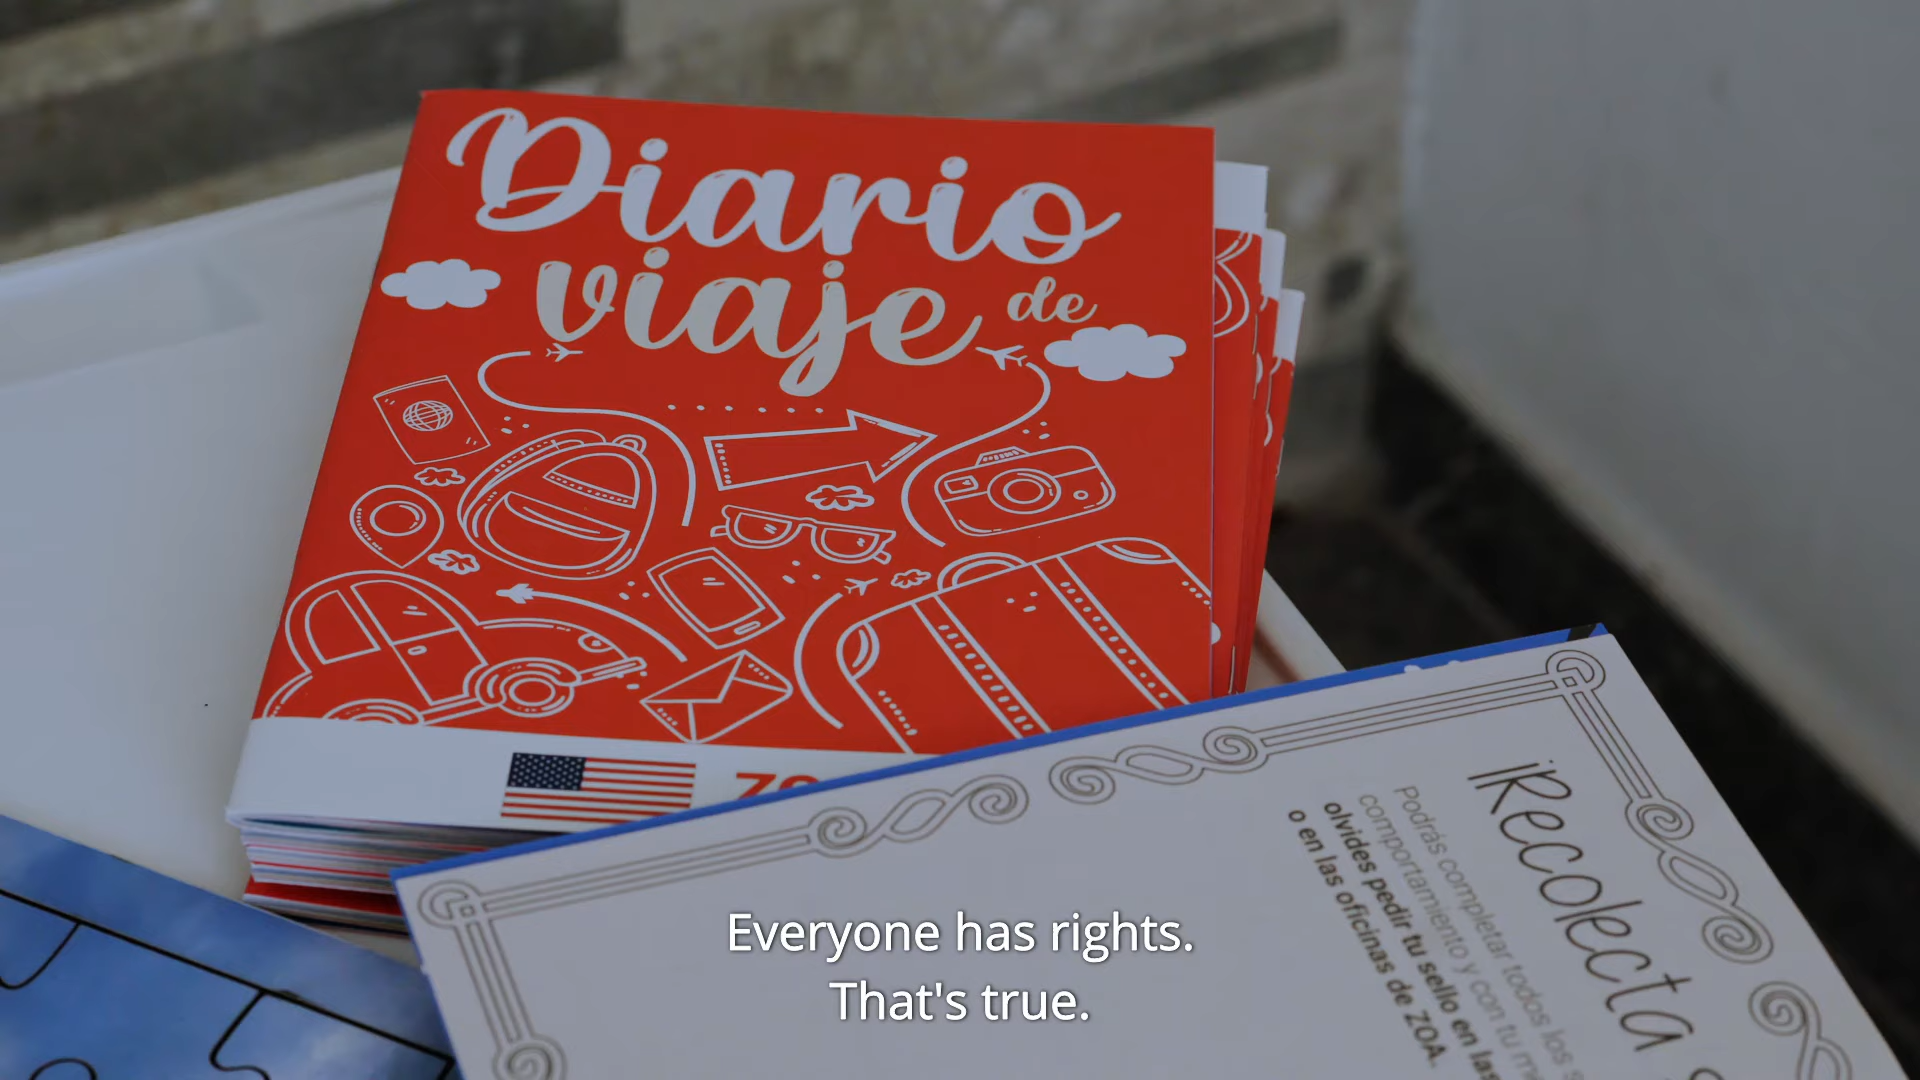 Diario
viaje de
ZO
¡Recolecta
Podrás completar todos los
comportamiento y con tu
olvides pedir tu sello en las
o en las oficinas de ZOA.
Everyone has rights.
That's true.